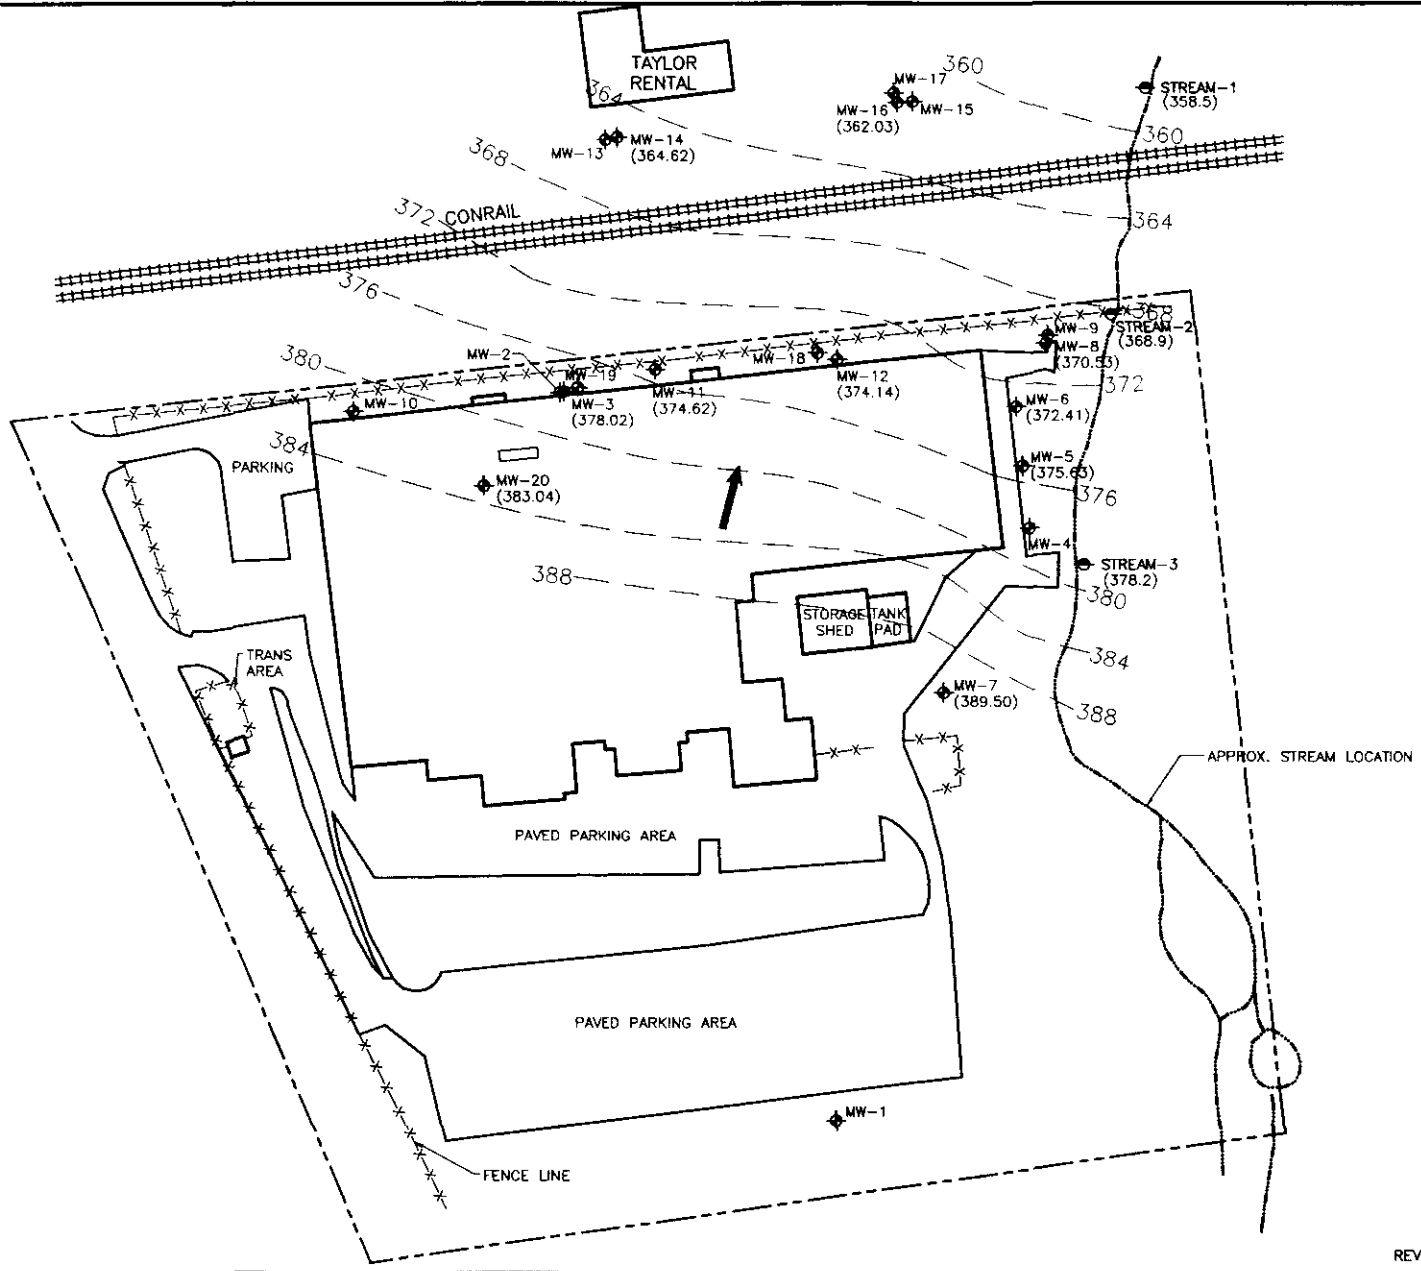 TAYLOR
RENTAL
364
MW-17
360
MW-16
(362.03)
MW-15
STREAM-1
(358.5)
360
MW-13
MW-14
(364.62)
368
372
CONRAIL
364
376
368
STREAM-2
(368.9)
MW-9
MW-8
(370.53)
380
MW-2
MW-19
MW-18
MW-12
(374.14)
MW-11
(374.62)
MW-3
(378.02)
MW-10
372
MW-6
(372.41)
384
PARKING
MW-20
(383.04)
MW-5
(375.63)
376
MW-4
STREAM-3
(378.2)
380
388
STORAGE
SHED
TANK
PAD
384
TRANS
AREA
MW-7
(389.50)
388
APPROX. STREAM LOCATION
PAVED PARKING AREA
PAVED PARKING AREA
MW-1
FENCE LINE
REV